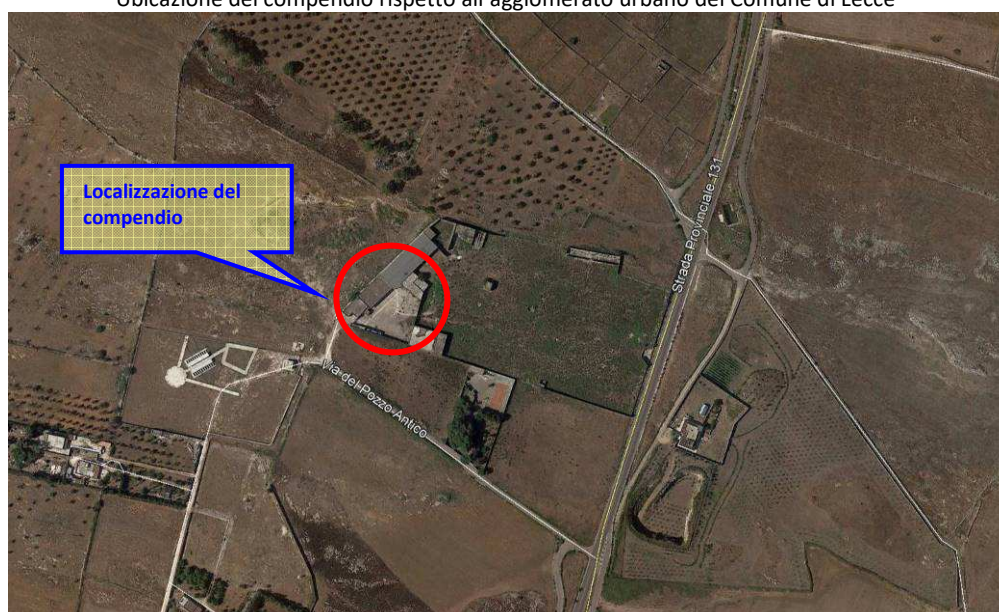 Ubicazione del compendio rispetto all'agglomerato urbano del Comune di Lecce
Localizzazione del
compendio
Strada Provinciale 131
Via del Pozzo Antico